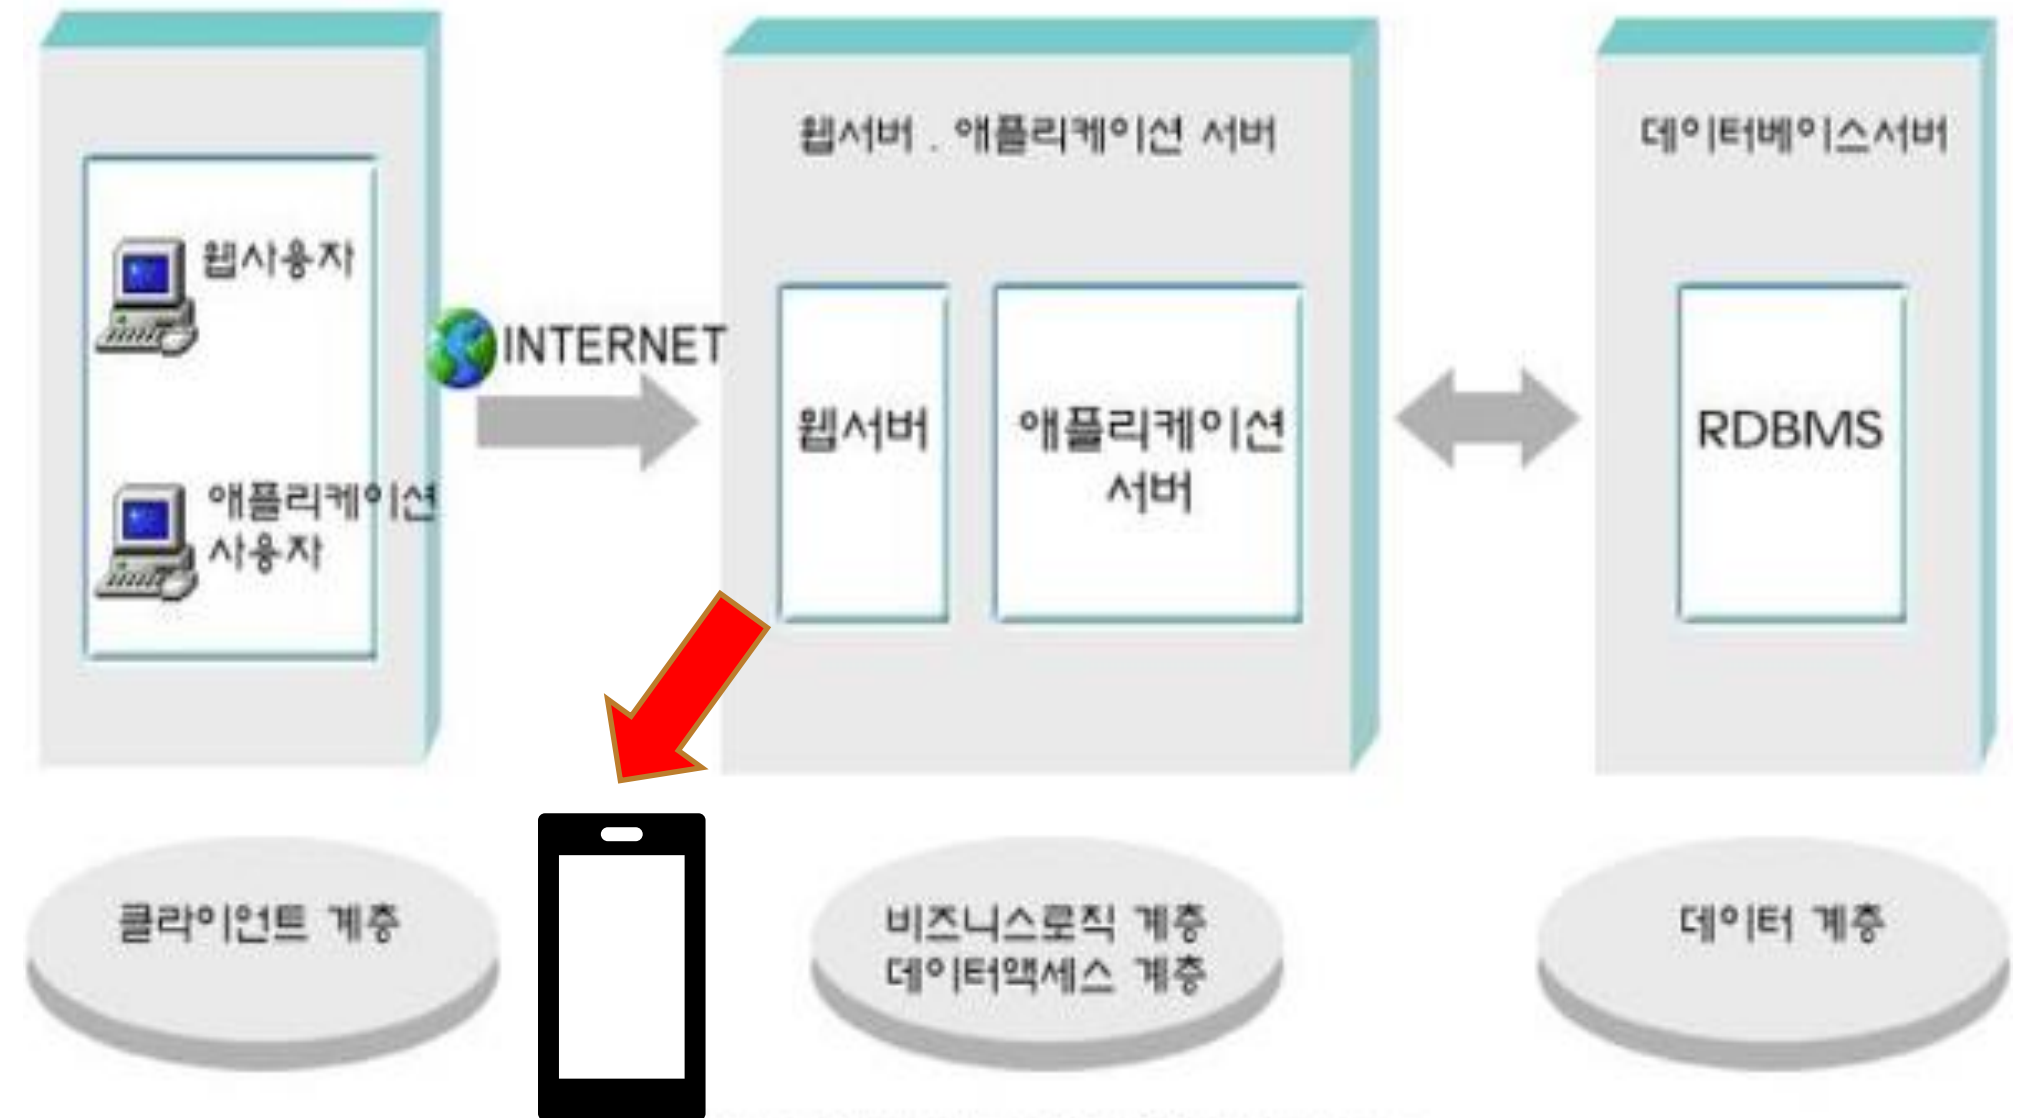 웹사용자
애플리케이션
사용자
INTERNET
웹서버 . 애플리케이션 서버
웹서버
애플리케이션
서버
데이터베이스서버
RDBMS
클라이언트 계층
비즈니스로직 계층
데이터액세스 계층
데이터 계층